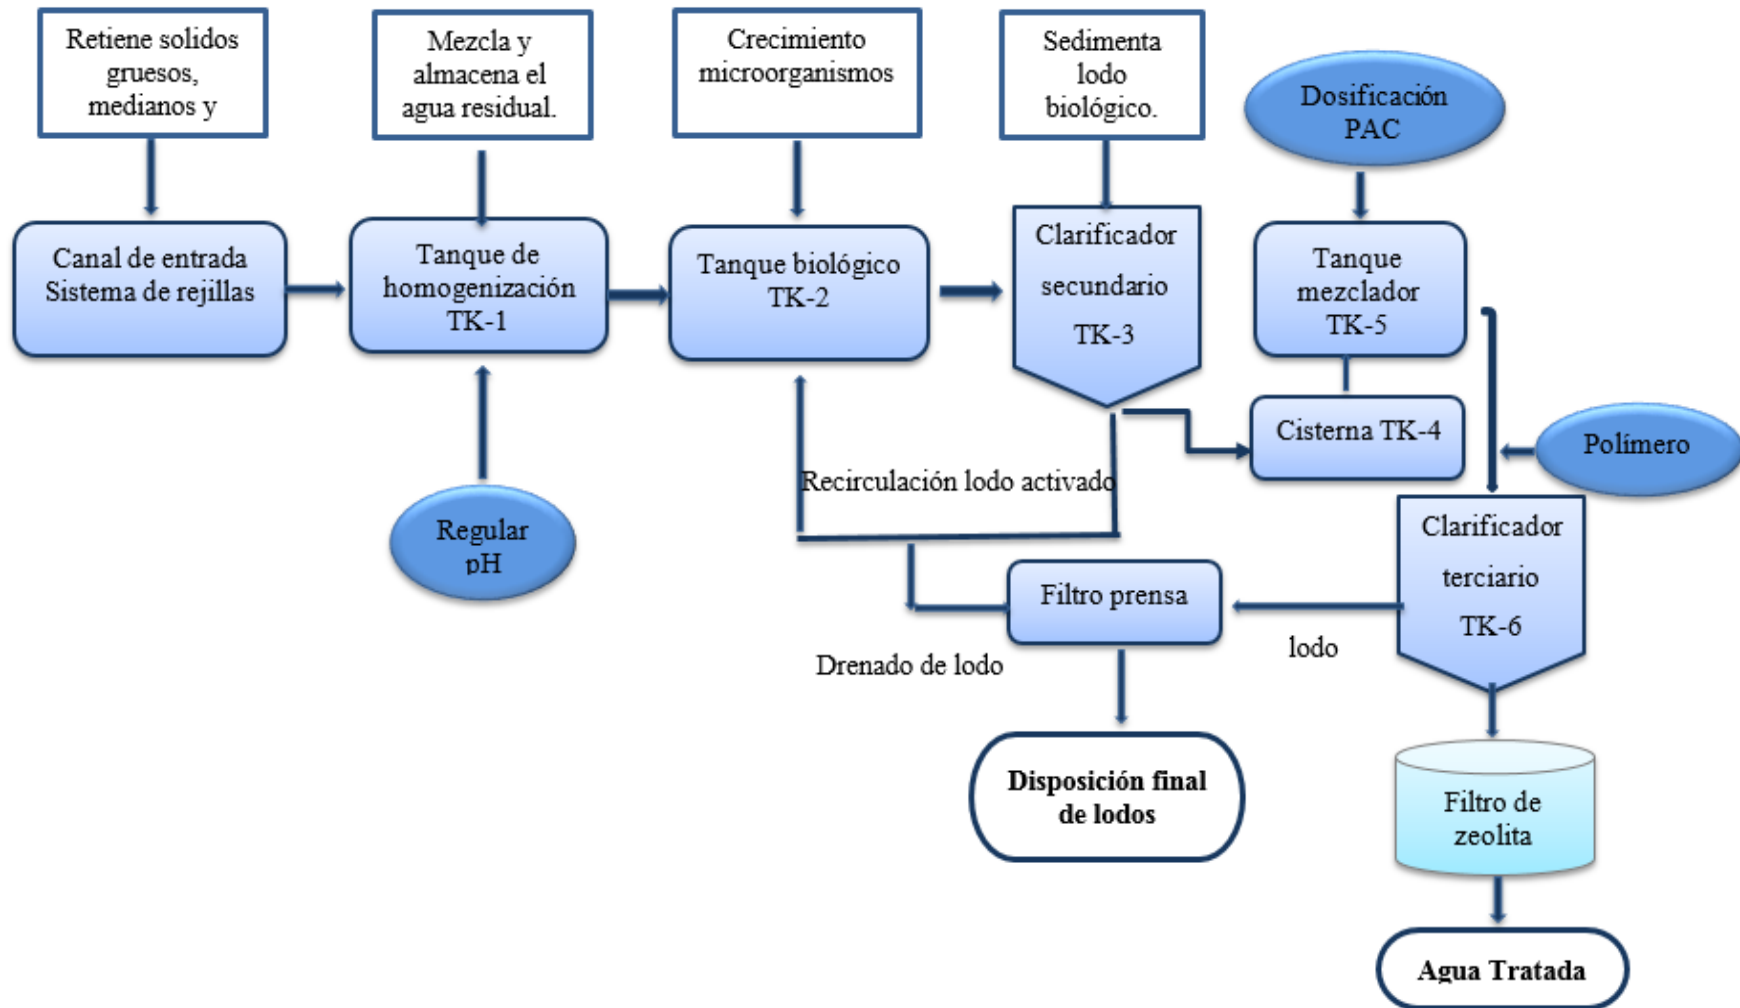 Retiene solidos
gruesos,
medianos y
Mezcla y
almacena el
agua residual.
Crecimiento
microorganismos
Sedimenta
lodo
biológico.
Dosificación
PAC
Canal de entrada
Sistema de rejillas
Tanque de
homogenización
TK-1
Tanque biológico
TK-2
Clarificador
secundario
TK-3
Tanque
mezclador
TK-5
Cisterna TK-4
Polímero
Recirculación lodo activado
Regular
pH
Filtro prensa
Clarificador
terciario
TK-6
lodo
Drenado de lodo
Disposición final
de lodos
Filtro de
zeolita
Agua Tratada